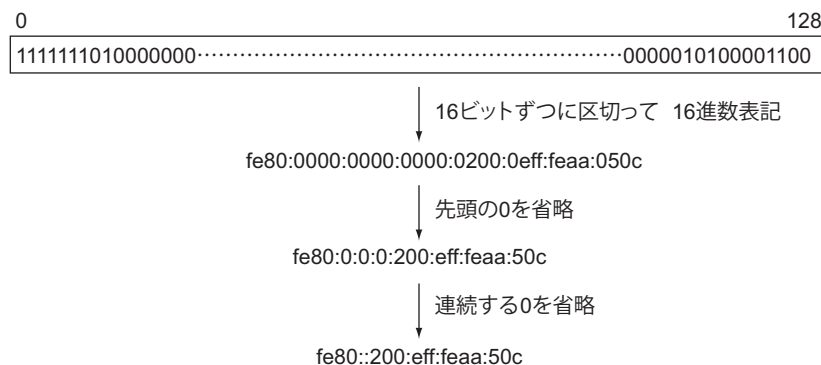 0 128
1111111010000000⋯⋯⋯⋯⋯⋯⋯⋯⋯⋯⋯⋯⋯⋯⋯⋯⋯⋯⋯⋯0000010100001100
16ビットずつに区切って 16進数表記
fe80:0000:0000:0000:0200:0eff:feaa:050c
先頭の0を省略
fe80:0:0:0:200:eff:feaa:50c
連続する0を省略
fe80::200:eff:feaa:50c